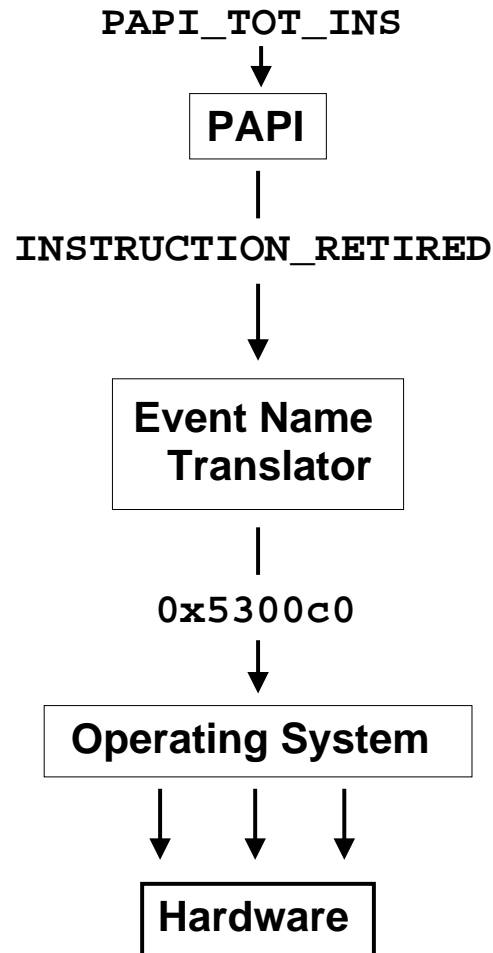 PAPI_TOT_INS
PAPI
INSTRUCTION_RETIRED
Event Name
Translator
0x5300c0
Operating System
Hardware